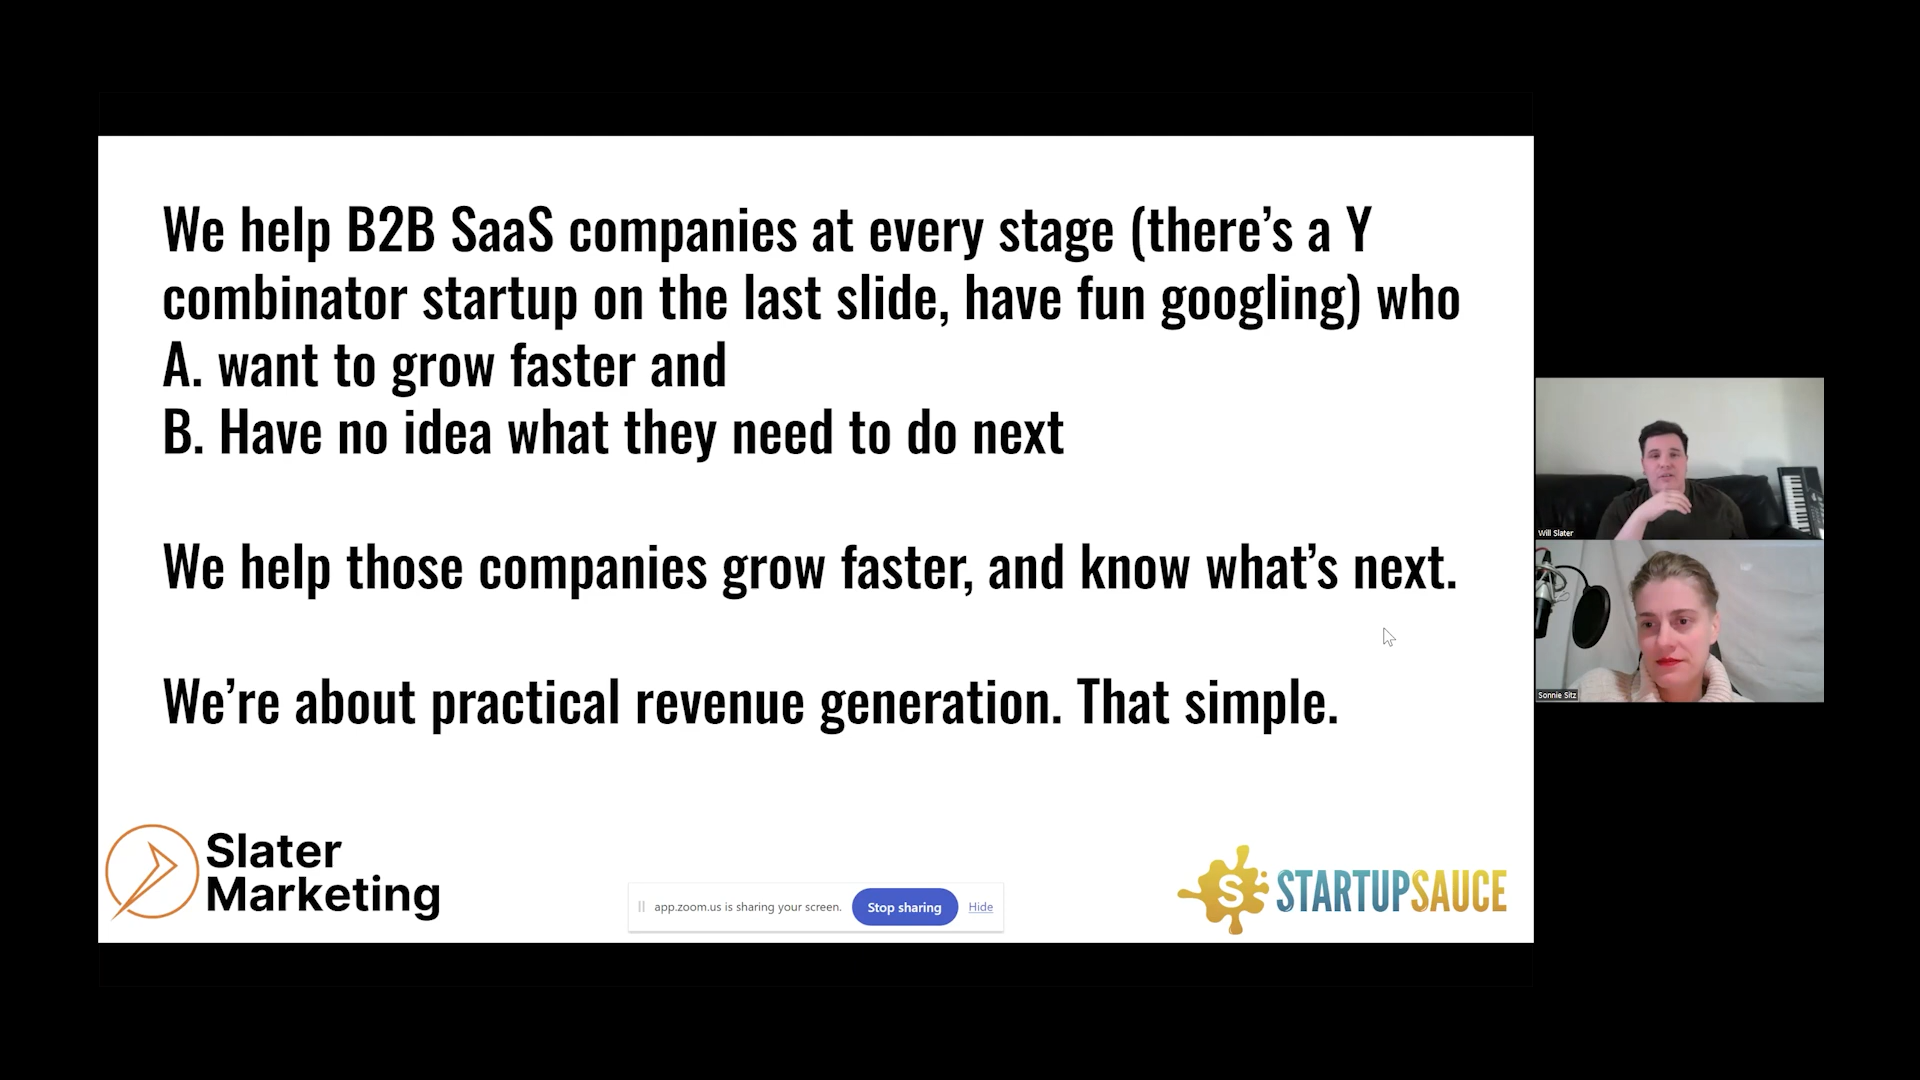 We help B2B SaaS companies at every stage (there’s a Y
combinator startup on the last slide, have fun googling) who
A. want to grow faster and
B. Have no idea what they need to do next
We help those companies grow faster, and know what’s next.
We’re about practical revenue generation. That simple.
Slater
Marketing
app.zoom.us is sharing your screen.
Stop sharing
Hide
S STARTUPSAUCE
Will Slater
Sonnie Sitz